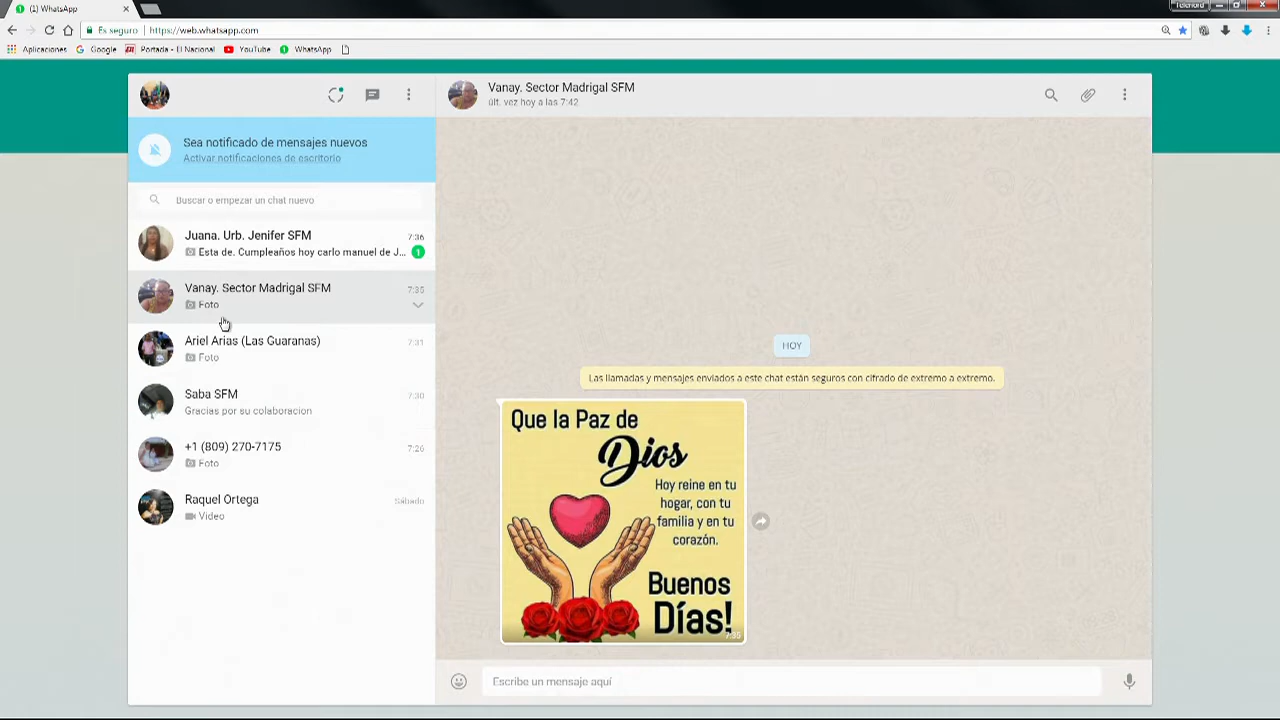 (1) WhatsApp
Telenord
Es seguro
https://web.whatsapp.com
Aplicaciones
Google
Portada - El Nacional
YouTube
WhatsApp
Sea notificado de mensajes nuevos
Activar notificaciones de escritorio
Buscar o empezar un chat nuevo
Juana. Urb. Jenifer SFM
7:36
Esta de. Cumpleaños hoy carlo manuel de J...
1
Vanay. Sector Madrigal SFM
7:35
Foto
Ariel Arias (Las Guaranas)
7:31
Foto
Saba SFM
7:30
Gracias por su colaboracion
+1 (809) 270-7175
7:26
Foto
Raquel Ortega
Sábado
Video
Vanay. Sector Madrigal SFM
últ. vez hoy a las 7:42
HOY
Las llamadas y mensajes enviados a este chat están seguros con cifrado de extremo a extremo.
Que la Paz de
Dios
Hoy reine en tu
hogar, con tu
familia y en tu
corazón.
Buenos
Días!
7:35
Escribe un mensaje aquí